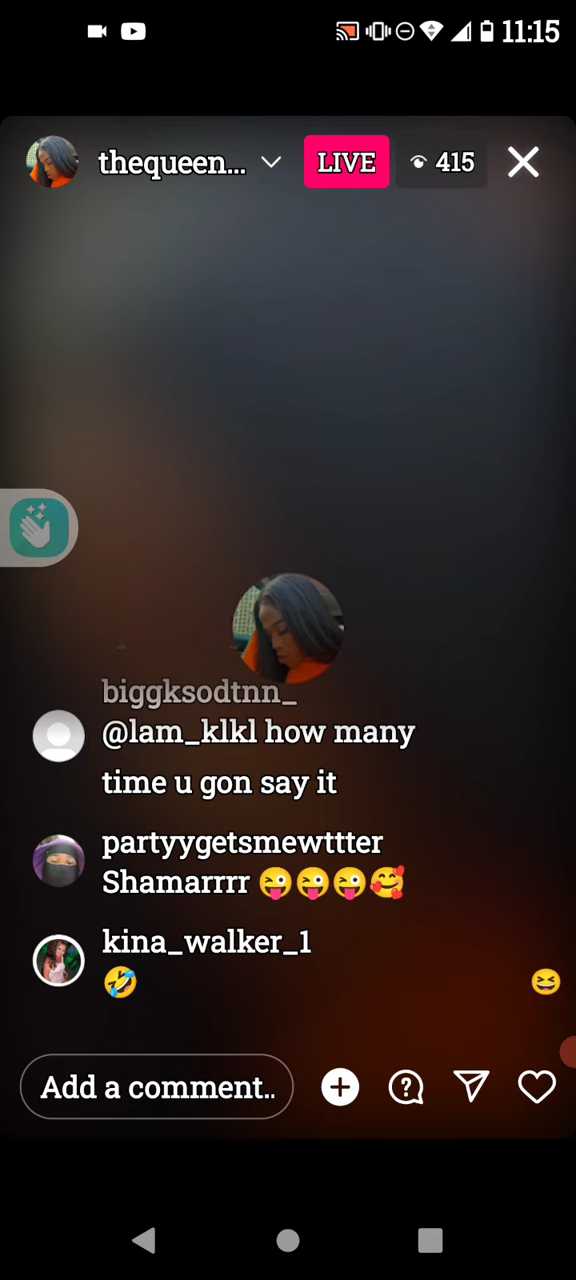 11:15
thequeen... LIVE 415
biggksodtnn_
@lam_klkl how many
time u gon say it
partyygetsmewttter
Shamarrrr 😜😜😜🥰
kina_walker_1
🤣
😆
Add a comment..